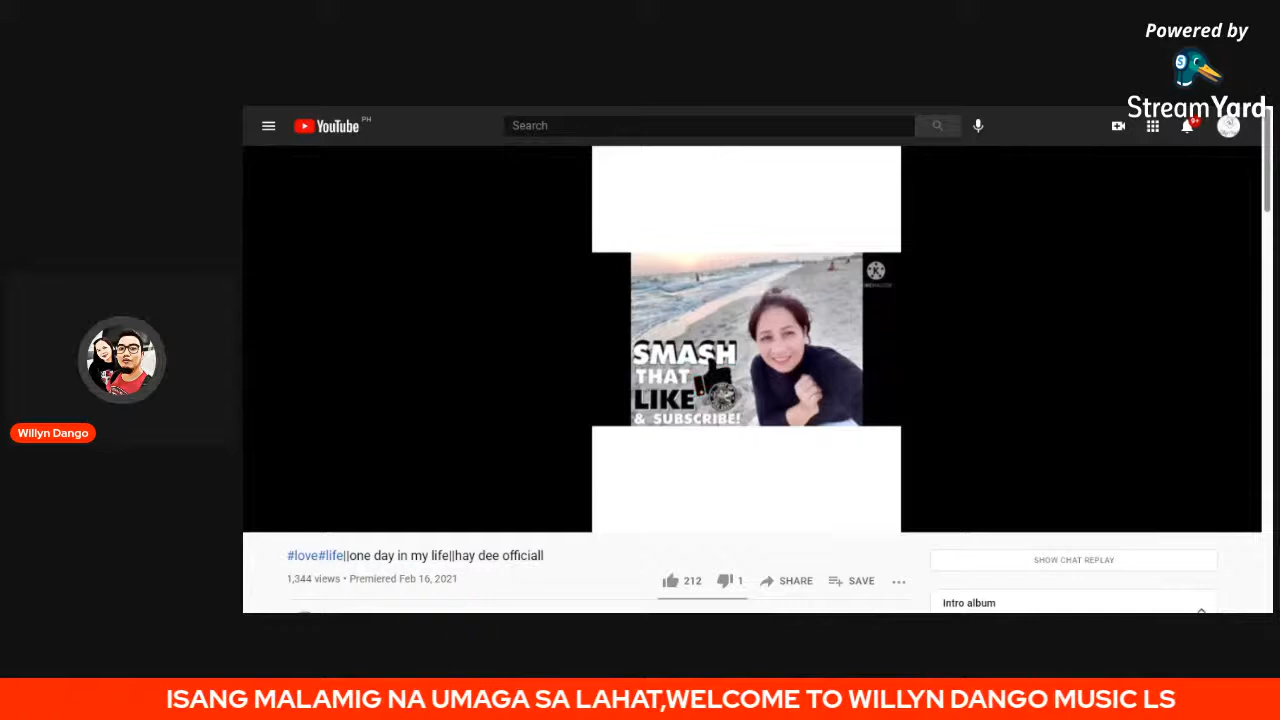 Powered by
StreamYard
YouTube PH
Search
9+
SMASH
THAT
LIKE
& SUBSCRIBE!
Willyn Dango
#love#life||one day in my life||hay dee officiall
1,344 views • Premiered Feb 16, 2021
212
1
SHARE
SAVE
SHOW CHAT REPLAY
Intro album
ISANG MALAMIG NA UMAGA SA LAHAT,WELCOME TO WILLYN DANGO MUSIC LS